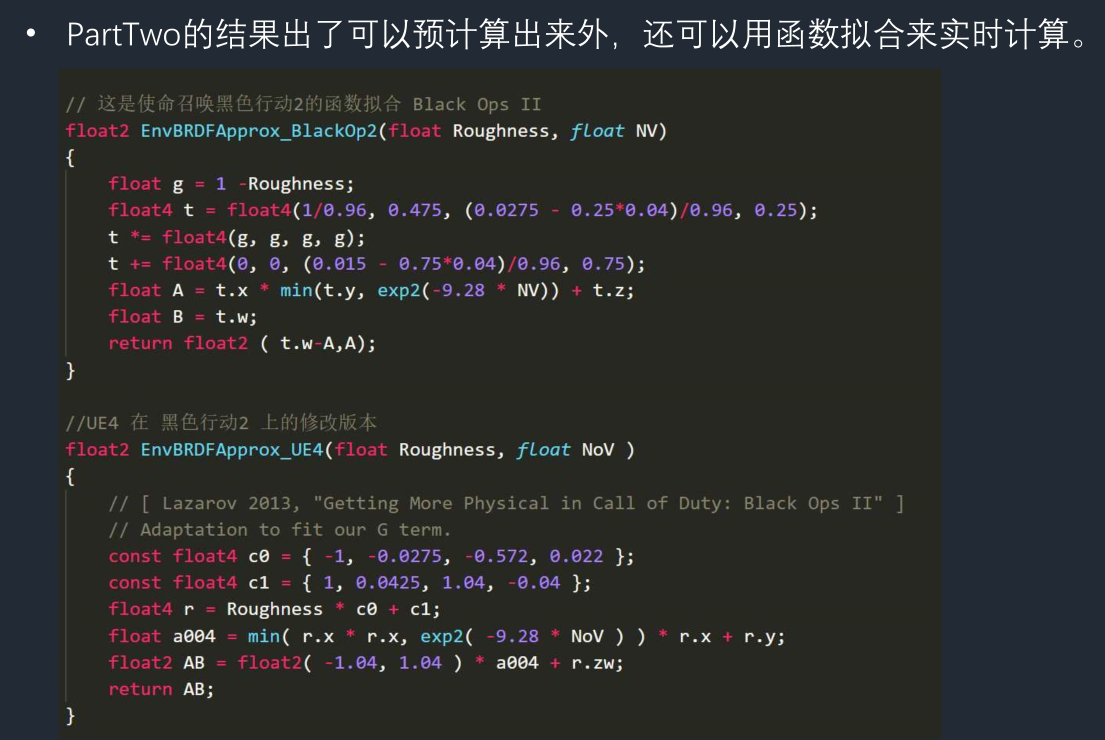 • PartTwo的结果出了可以预计算出来外，还可以用函数拟合来实时计算。
// 这是使命召唤黑色行动2的函数拟合 Black Ops II
float2 EnvBRDFApprox_BlackOp2(float Roughness, float NV)
{
    float g = 1 -Roughness;
    float4 t = float4(1/0.96, 0.475, (0.0275 - 0.25*0.04)/0.96, 0.25);
    t *= float4(g, g, g, g);
    t += float4(0, 0, (0.015 - 0.75*0.04)/0.96, 0.75);
    float A = t.x * min(t.y, exp2(-9.28 * NV)) + t.z;
    float B = t.w;
    return float2 ( t.w-A,A);
}
//UE4 在 黑色行动2 上的修改版本
float2 EnvBRDFApprox_UE4(float Roughness, float NoV )
{
    // [ Lazarov 2013, "Getting More Physical in Call of Duty: Black Ops II" ]
    // Adaptation to fit our G term.
    const float4 c0 = { -1, -0.0275, -0.572, 0.022 };
    const float4 c1 = { 1, 0.0425, 1.04, -0.04 };
    float4 r = Roughness * c0 + c1;
    float a004 = min( r.x * r.x, exp2( -9.28 * NoV ) ) * r.x + r.y;
    float2 AB = float2( -1.04, 1.04 ) * a004 + r.zw;
    return AB;
}